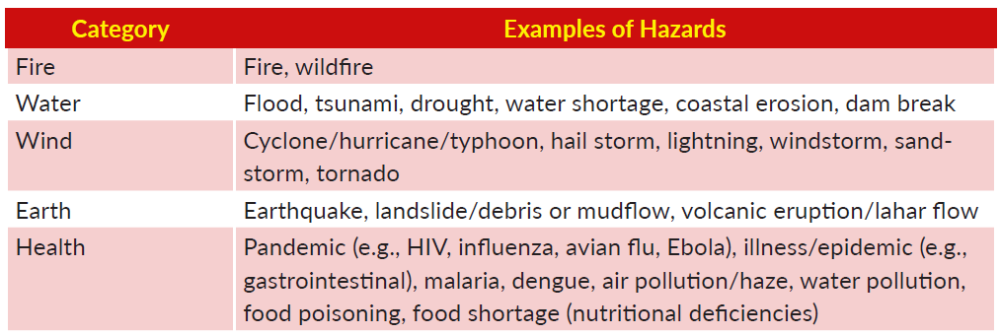 Category Examples of Hazards
Fire Fire, wildfire
Water Flood, tsunami, drought, water shortage, coastal erosion, dam break
Wind Cyclone/hurricane/typhoon, hail storm, lightning, windstorm, sand-
storm, tornado
Earth Earthquake, landslide/debris or mudflow, volcanic eruption/lahar flow
Health Pandemic (e.g., HIV, influenza, avian flu, Ebola), illness/epidemic (e.g.,
gastrointestinal), malaria, dengue, air pollution/haze, water pollution,
food poisoning, food shortage (nutritional deficiencies)